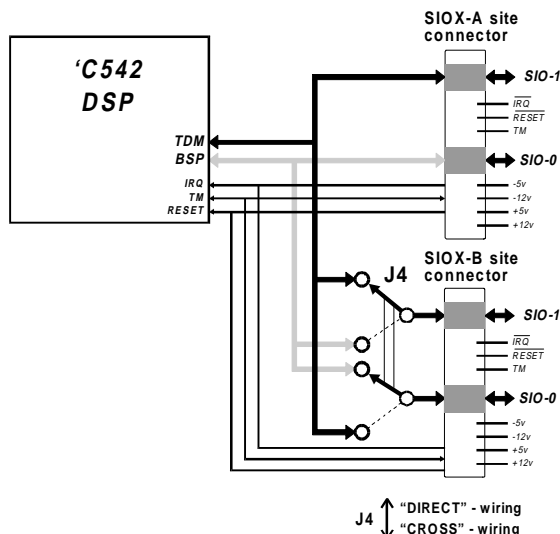 SIOX-A site
connector
‘C542
DSP
SIO-1
IRQ
RESET
TM
TDM
BSP
SIO-0
IRQ
TM
RESET
-5v
-12v
+5v
+12v
SIOX-B site
connector
J4
SIO-1
IRQ
RESET
TM
SIO-0
-5v
-12v
+5v
+12v
J4
“DIRECT” - wiring
“CROSS” - wiring